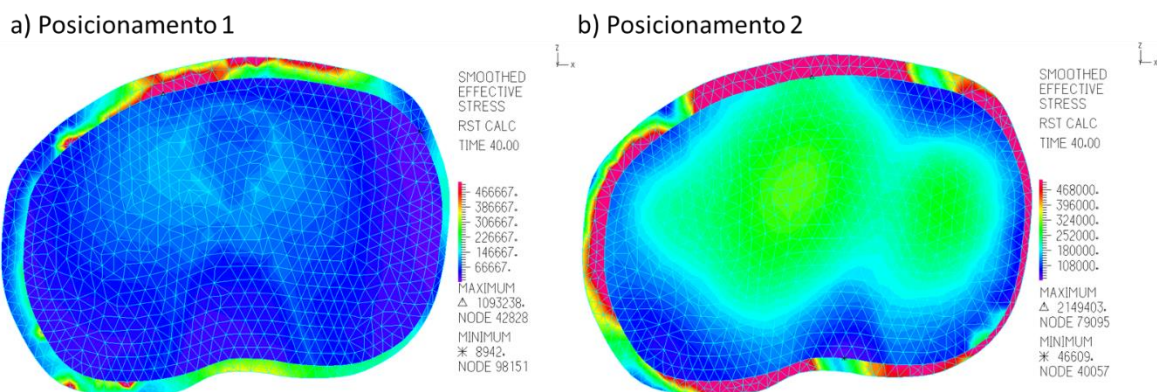 a) Posicionamento 1
z
x
SMOOTHED
EFFECTIVE
STRESS
RST CALC
TIME 40.00
466667.
386667.
306667.
226667.
146667.
66667.
MAXIMUM
△ 1093238.
NODE 42828
MINIMUM
✳ 8942.
NODE 98151
b) Posicionamento 2
z
x
SMOOTHED
EFFECTIVE
STRESS
RST CALC
TIME 40.00
468000.
396000.
324000.
252000.
180000.
108000.
MAXIMUM
△ 2149403.
NODE 79095
MINIMUM
✳ 46609.
NODE 40057